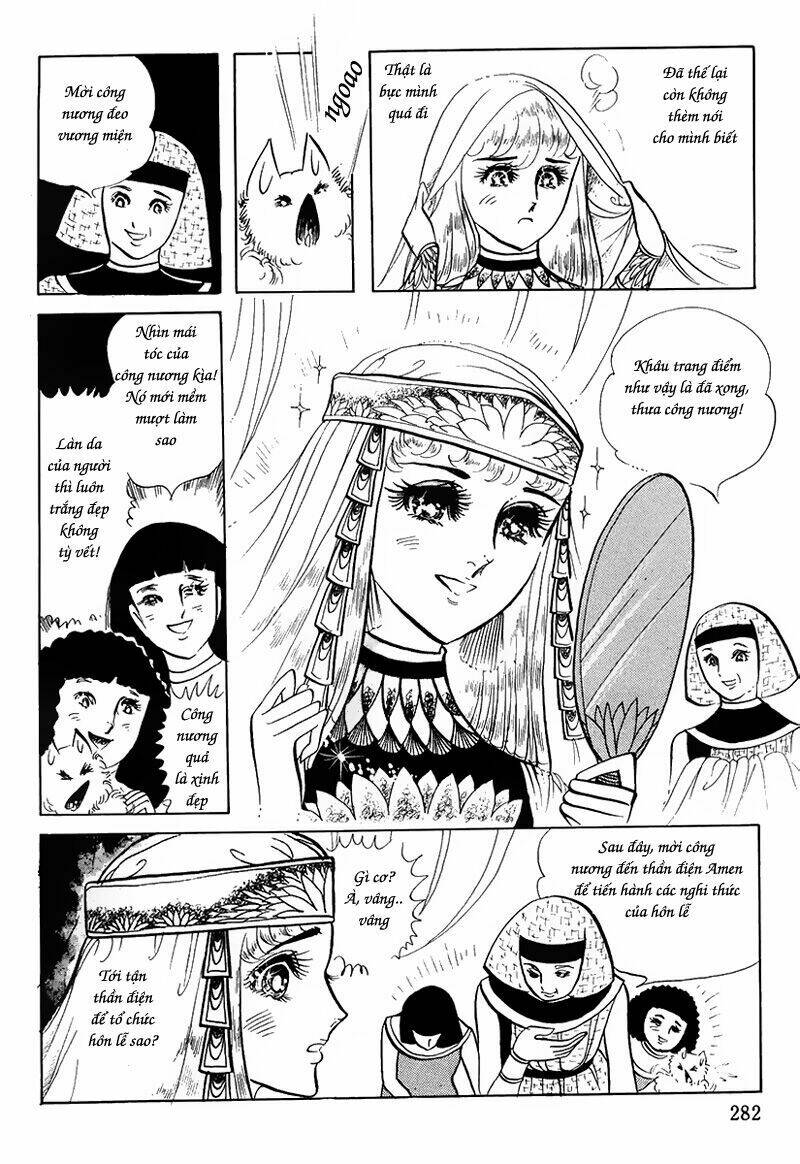 Mời công
nương đeo
vương miện
ngoao
Thật là
bực mình
quá đi
Đã thế lại
còn không
thèm nói
cho mình biết
Nhìn mái
tóc của
công nương kìa!
Nó mới mềm
mượt làm
sao
Làn da
của người
thì luôn
trắng đẹp
không
tỳ vết!
Công
nương
quả
là xinh
đẹp
Khâu trang điểm
như vậy là đã xong,
thưa công nương!
Tới tận
thần điện
để tổ chức
hôn lễ sao?
Gì cơ?
À, vâng..
vâng
Sau đây, mời công
nương đến thần điện Amen
để tiến hành các nghi thức
của hôn lễ
282